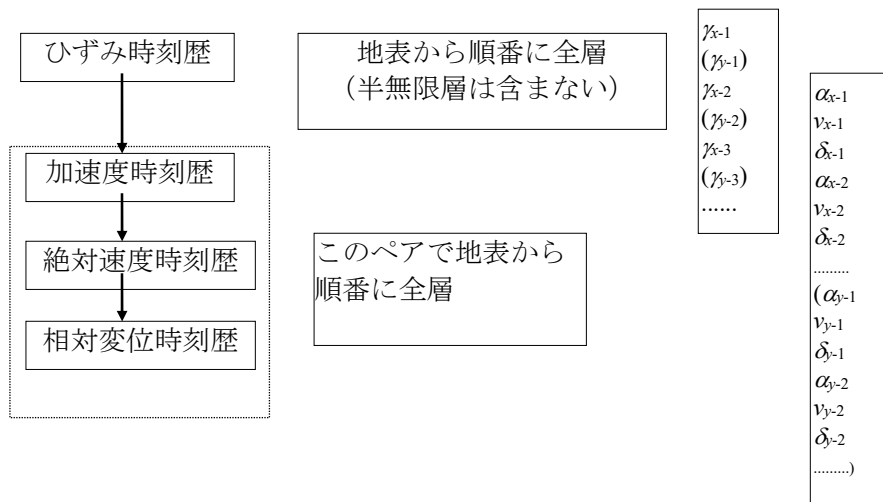 ひずみ時刻歴
加速度時刻歴
絶対速度時刻歴
相対変位時刻歴
地表から順番に全層
（半無限層は含まない）
このペアで地表から
順番に全層
γx-1
(γy-1)
γx-2
(γy-2)
γx-3
(γy-3)
......
αx-1
vx-1
δx-1
αx-2
vx-2
δx-2
.........
(αy-1
vy-1
δy-1
αy-2
vy-2
δy-2
.........)